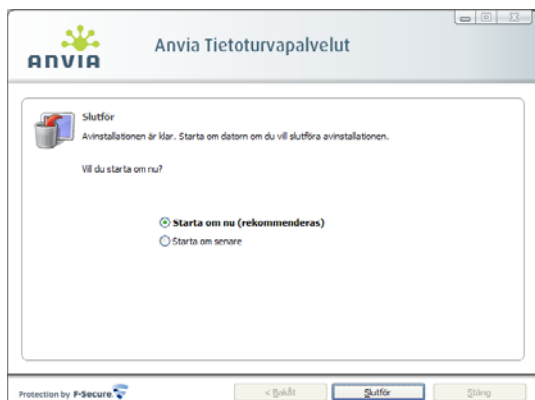 ANVIA
Anvia Tietoturvapalvelut
Slutför
Avinstallationen är klar. Starta om datorn om du vill slutföra avinstallationen.
Vill du starta om nu?
Starta om nu (rekommenderas)
Starta om senare
Protection by F-Secure
< Bakåt
Slutför
Stäng